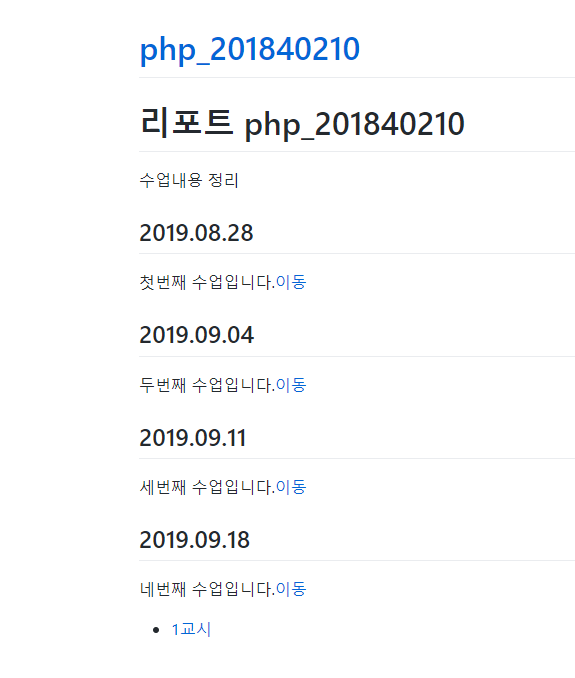 php_201840210
리포트 php_201840210
수업내용 정리
2019.08.28
첫번째 수업입니다.이동
2019.09.04
두번째 수업입니다.이동
2019.09.11
세번째 수업입니다.이동
2019.09.18
네번째 수업입니다.이동
• 1교시